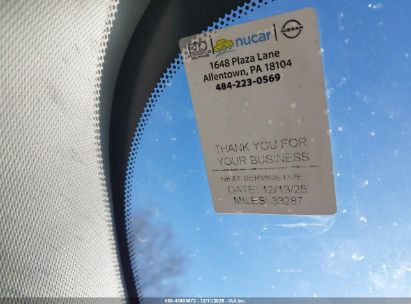 nucar
NISSAN
1648 Plaza Lane
Allentown, PA 18104
484-223-0569
THANK YOU FOR
YOUR BUSINESS
NEXT SERVICE DUE:
DATE: 12/13/25
MILES: 33287